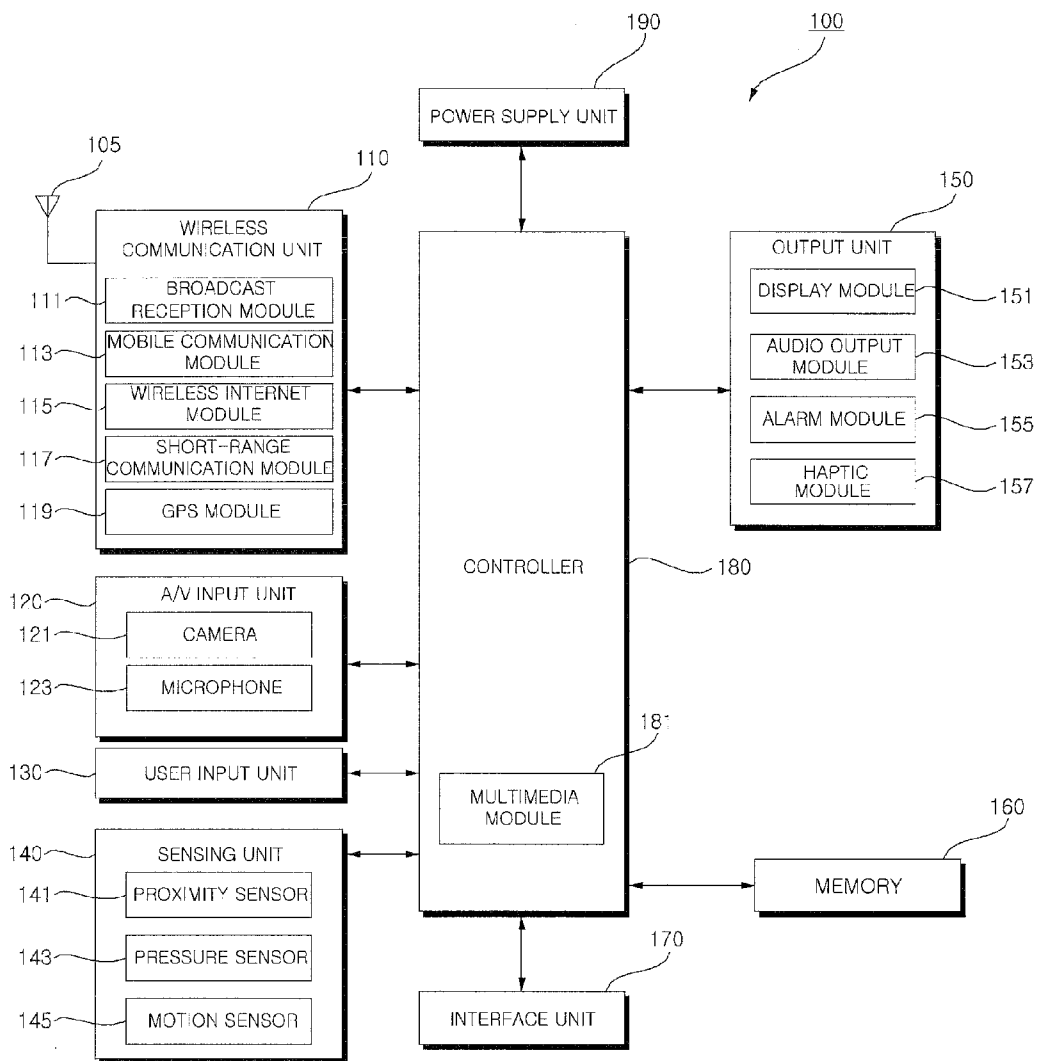 190
100
POWER SUPPLY UNIT
105
110
WIRELESS
COMMUNICATION UNIT
111
BROADCAST
RECEPTION MODULE
113
MOBILE COMMUNICATION
MODULE
115
WIRELESS INTERNET
MODULE
117
SHORT-RANGE
COMMUNICATION MODULE
119
GPS MODULE
120
A/V INPUT UNIT
121
CAMERA
123
MICROPHONE
130
USER INPUT UNIT
140
SENSING UNIT
141
PROXIMITY SENSOR
143
PRESSURE SENSOR
145
MOTION SENSOR
CONTROLLER
180
181
MULTIMEDIA
MODULE
150
OUTPUT UNIT
DISPLAY MODULE
151
AUDIO OUTPUT
MODULE
153
ALARM MODULE
155
HAPTIC
MODULE
157
160
MEMORY
170
INTERFACE UNIT